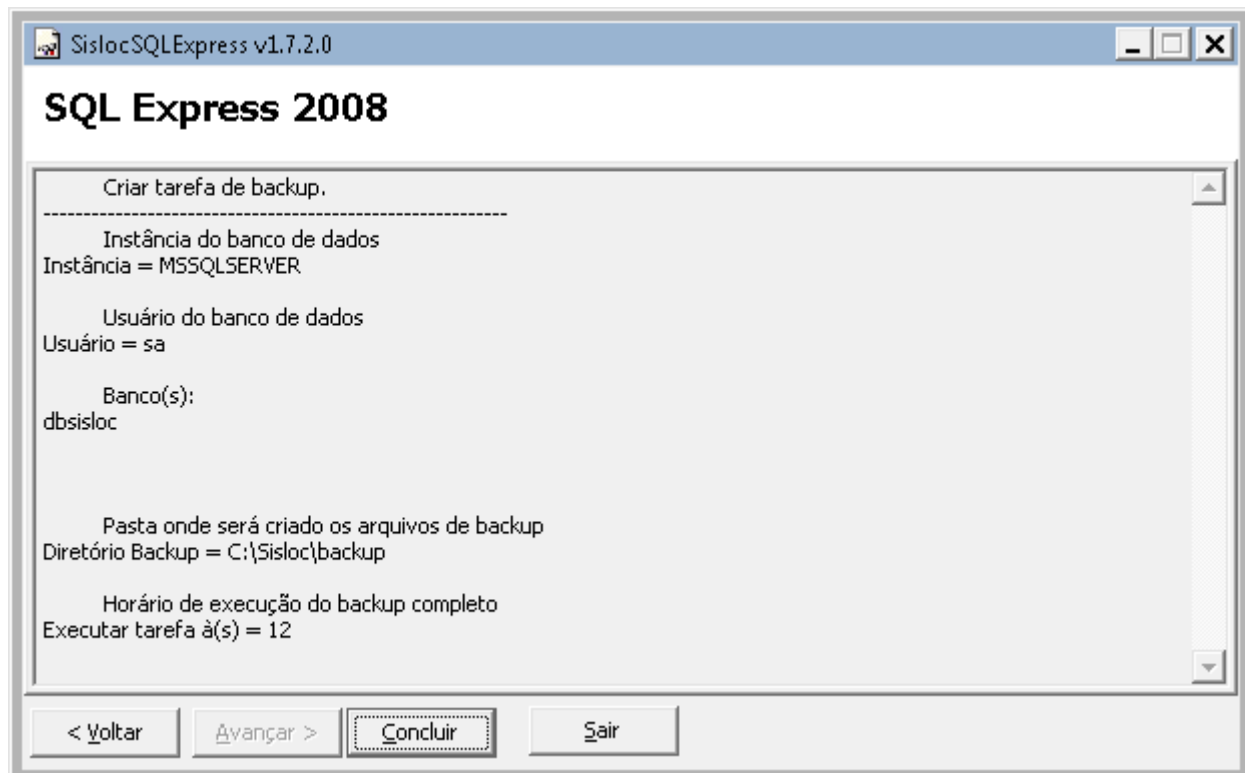 SislocSQLExpress v1.7.2.0
SQL Express 2008
Criar tarefa de backup.
----------------------------------------------------------
Instância do banco de dados
Instância = MSSQLSERVER
Usuário do banco de dados
Usuário = sa
Banco(s):
dbsisloc
Pasta onde será criado os arquivos de backup
Diretório Backup = C:\Sisloc\backup
Horário de execução do backup completo
Executar tarefa à(s) = 12
< Voltar
Avançar >
Concluir
Sair